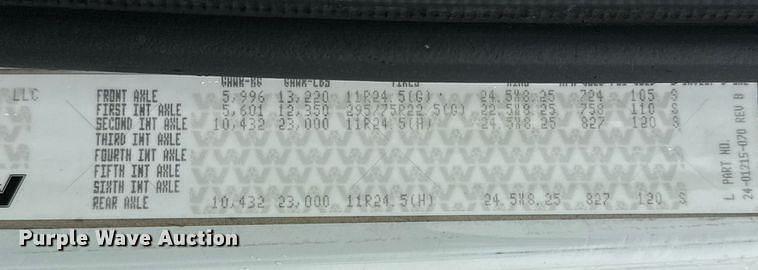 GAWR-KG GAWR-LBS TIRES
LLC FRONT AXLE 5,996 13,220 11R24.5(G) 24.5X8.25 724 105 S
FIRST INT AXLE 5,601 12,350 295/75R22.5(G) 22.5X8.25 758 110 S
SECOND INT AXLE 10,432 23,000 11R24.5(H) 24.5X8.25 827 120 S
THIRD INT AXLE
FOURTH INT AXLE
FIFTH INT AXLE
SIXTH INT AXLE
REAR AXLE 10,432 23,000 11R24.5(H) 24.5X8.25 827 120 S
L PART NO.
24-01215-070 REV B
Purple Wave Auction